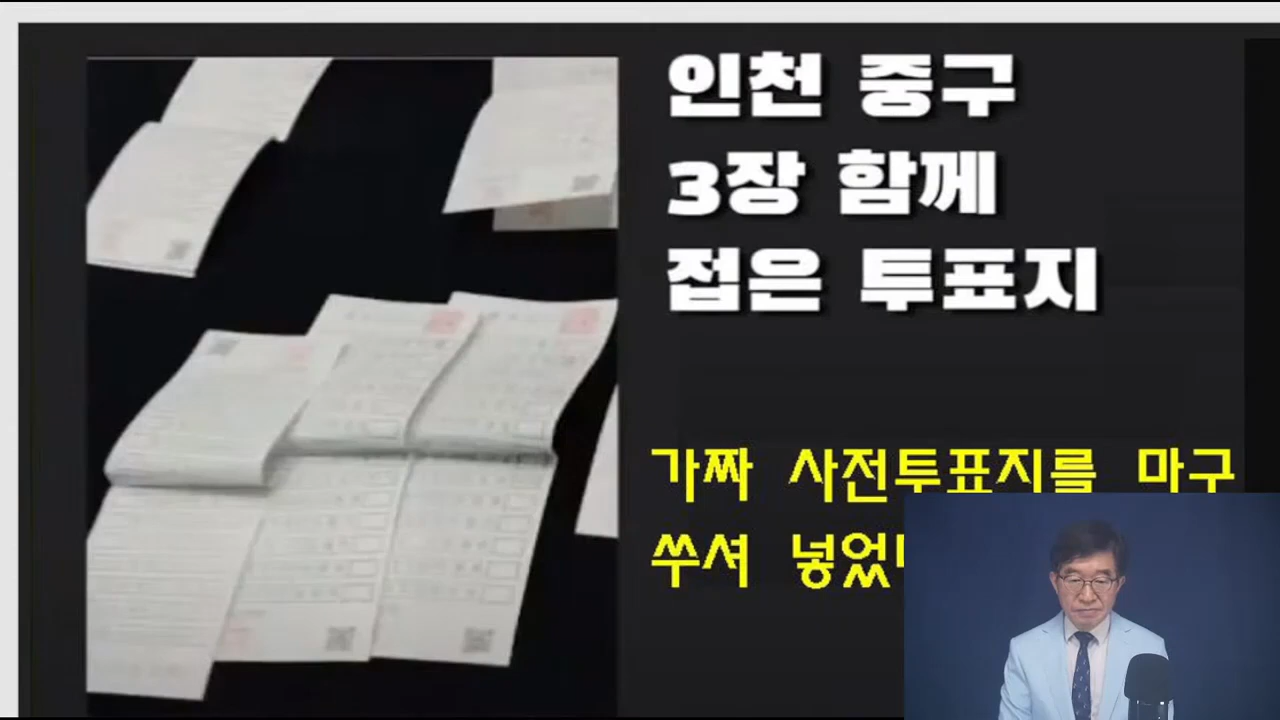 인천 중구
3장 함께
접은 투표지
가짜 사전투표지를 마구
쑤셔 넣었